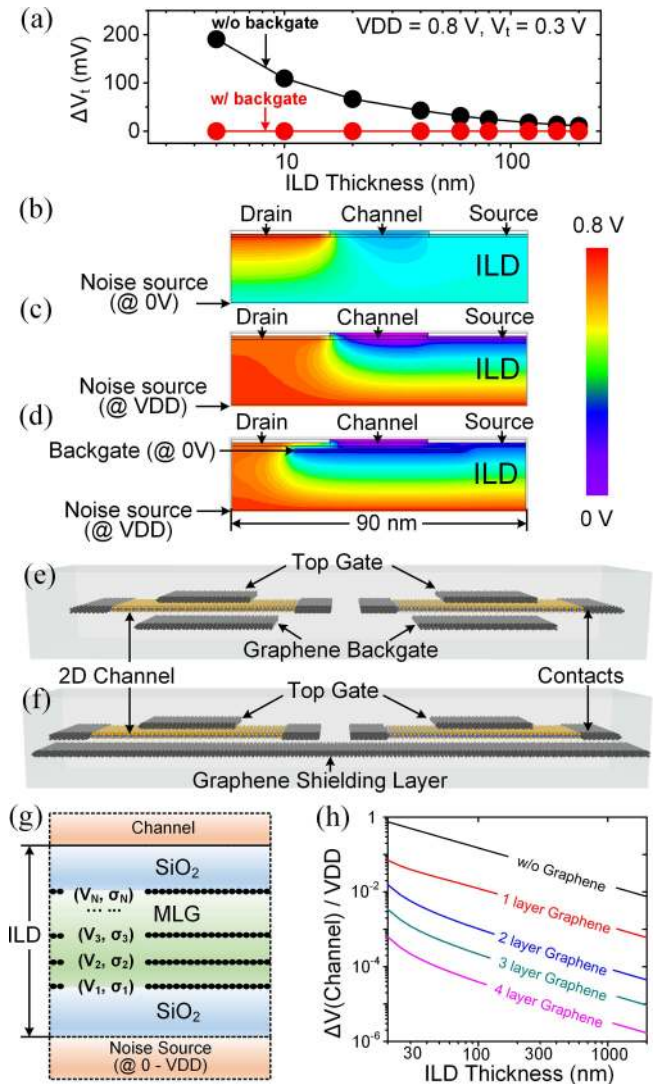 (a)
w/o backgate
VDD = 0.8 V, Vt = 0.3 V
200
100
0
ΔVt (mV)
w/ backgate
10
100
ILD Thickness (nm)
(b)
Drain
Channel
Source
0.8 V
ILD
Noise source
(@ 0V)
(c)
Drain
Channel
Source
ILD
Noise source
(@ VDD)
(d)
Drain
Channel
Source
Backgate (@ 0V)
ILD
Noise source
(@ VDD)
90 nm
0 V
(e)
Top Gate
Graphene Backgate
2D Channel
Contacts
(f)
Top Gate
Graphene Shielding Layer
(g)
Channel
SiO2
(VN, σN)
... ...
MLG
ILD
(V3, σ3)
(V2, σ2)
(V1, σ1)
SiO2
Noise Source
(@ 0 - VDD)
(h)
1
10-2
10-4
10-6
ΔV(Channel) / VDD
w/o Graphene
1 layer Graphene
2 layer Graphene
3 layer Graphene
4 layer Graphene
100
300
1000
ILD Thickness (nm)